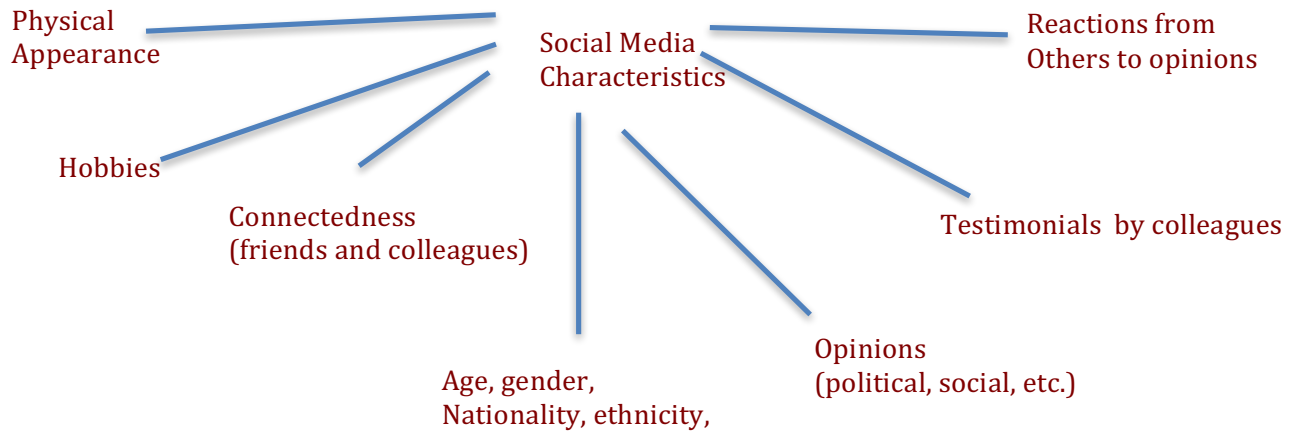 Physical
Appearance
Social Media
Characteristics
Reactions from
Others to opinions
Hobbies
Connectedness
(friends and colleagues)
Testimonials  by colleagues
Age, gender,
Nationality, ethnicity,
Opinions
(political, social, etc.)